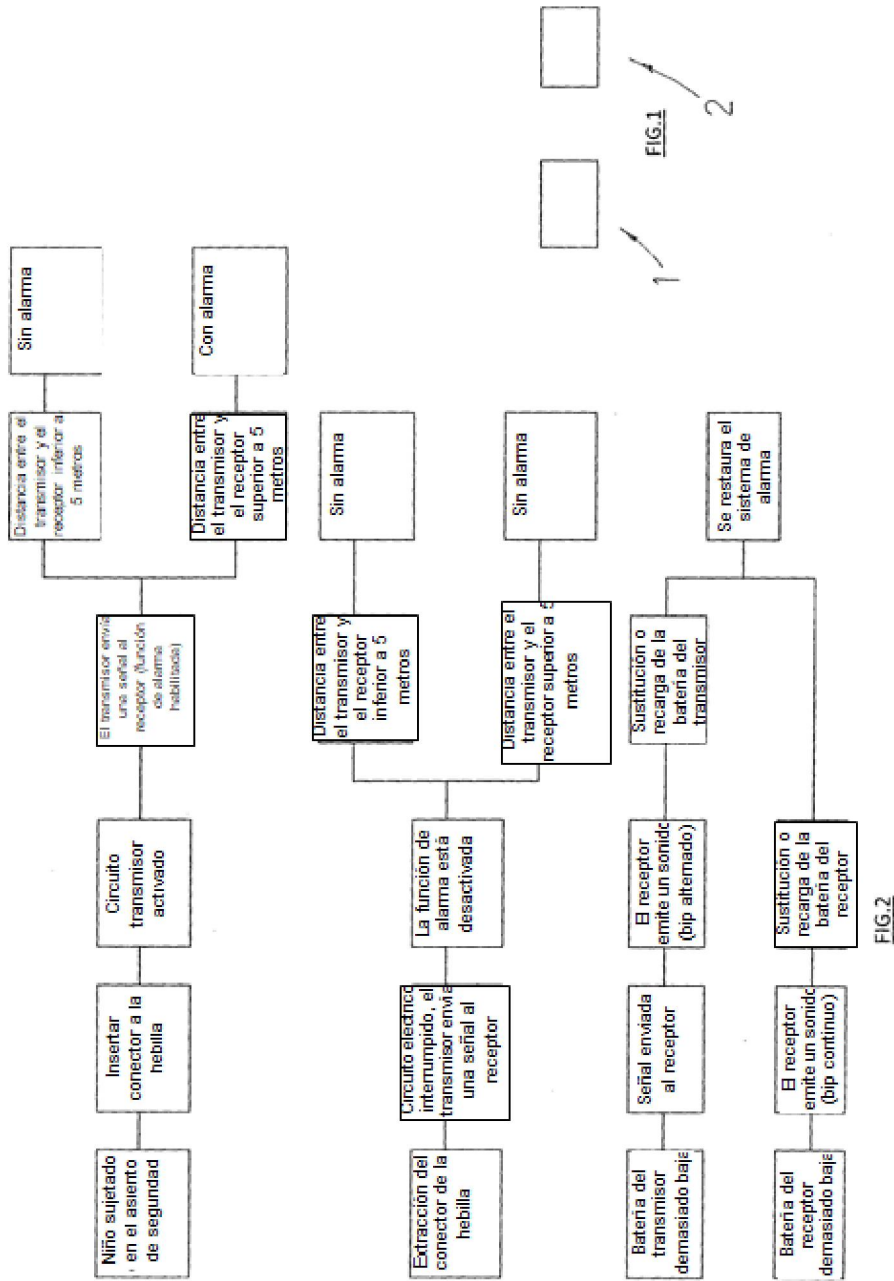 Niño sujetado
en el asiento
de segundad
Insertar
conector a la
hebilla
Circuito
transmisor
activado
El transmisor envía
una señal al
receptor (función
de alarma
habilitada)
Distancia entre el
transmisor y el
receptor inferior a
5 metros
Sin alarma
Distancia entre
el transmisor y
el receptor
superior a 5
metros
Con alarma
Extracción del
conector de la
hebilla
Circuito eléctrico
interrumpido, el
transmisor envía
una señal al
receptor
La función de
alarma está
desactivada
Distancia entre
el transmisor y
el receptor
inferior a 5
metros
Sin alarma
Distancia entre el
transmisor y el
receptor superior a 5
metros
Sin alarma
Batería del
transmisor
demasiado baja
Señal enviada
al receptor
El receptor
emite un sonido
(bip alternado)
Sustitución o
recarga de la
batería del
transmisor
Se restaura el
sistema de
alarma
Batería del
receptor
demasiado baja
El receptor
emite un sonido
(bip continuo)
Sustitución o
recarga de la
batería del
receptor
FIG.2
1
2
FIG.1